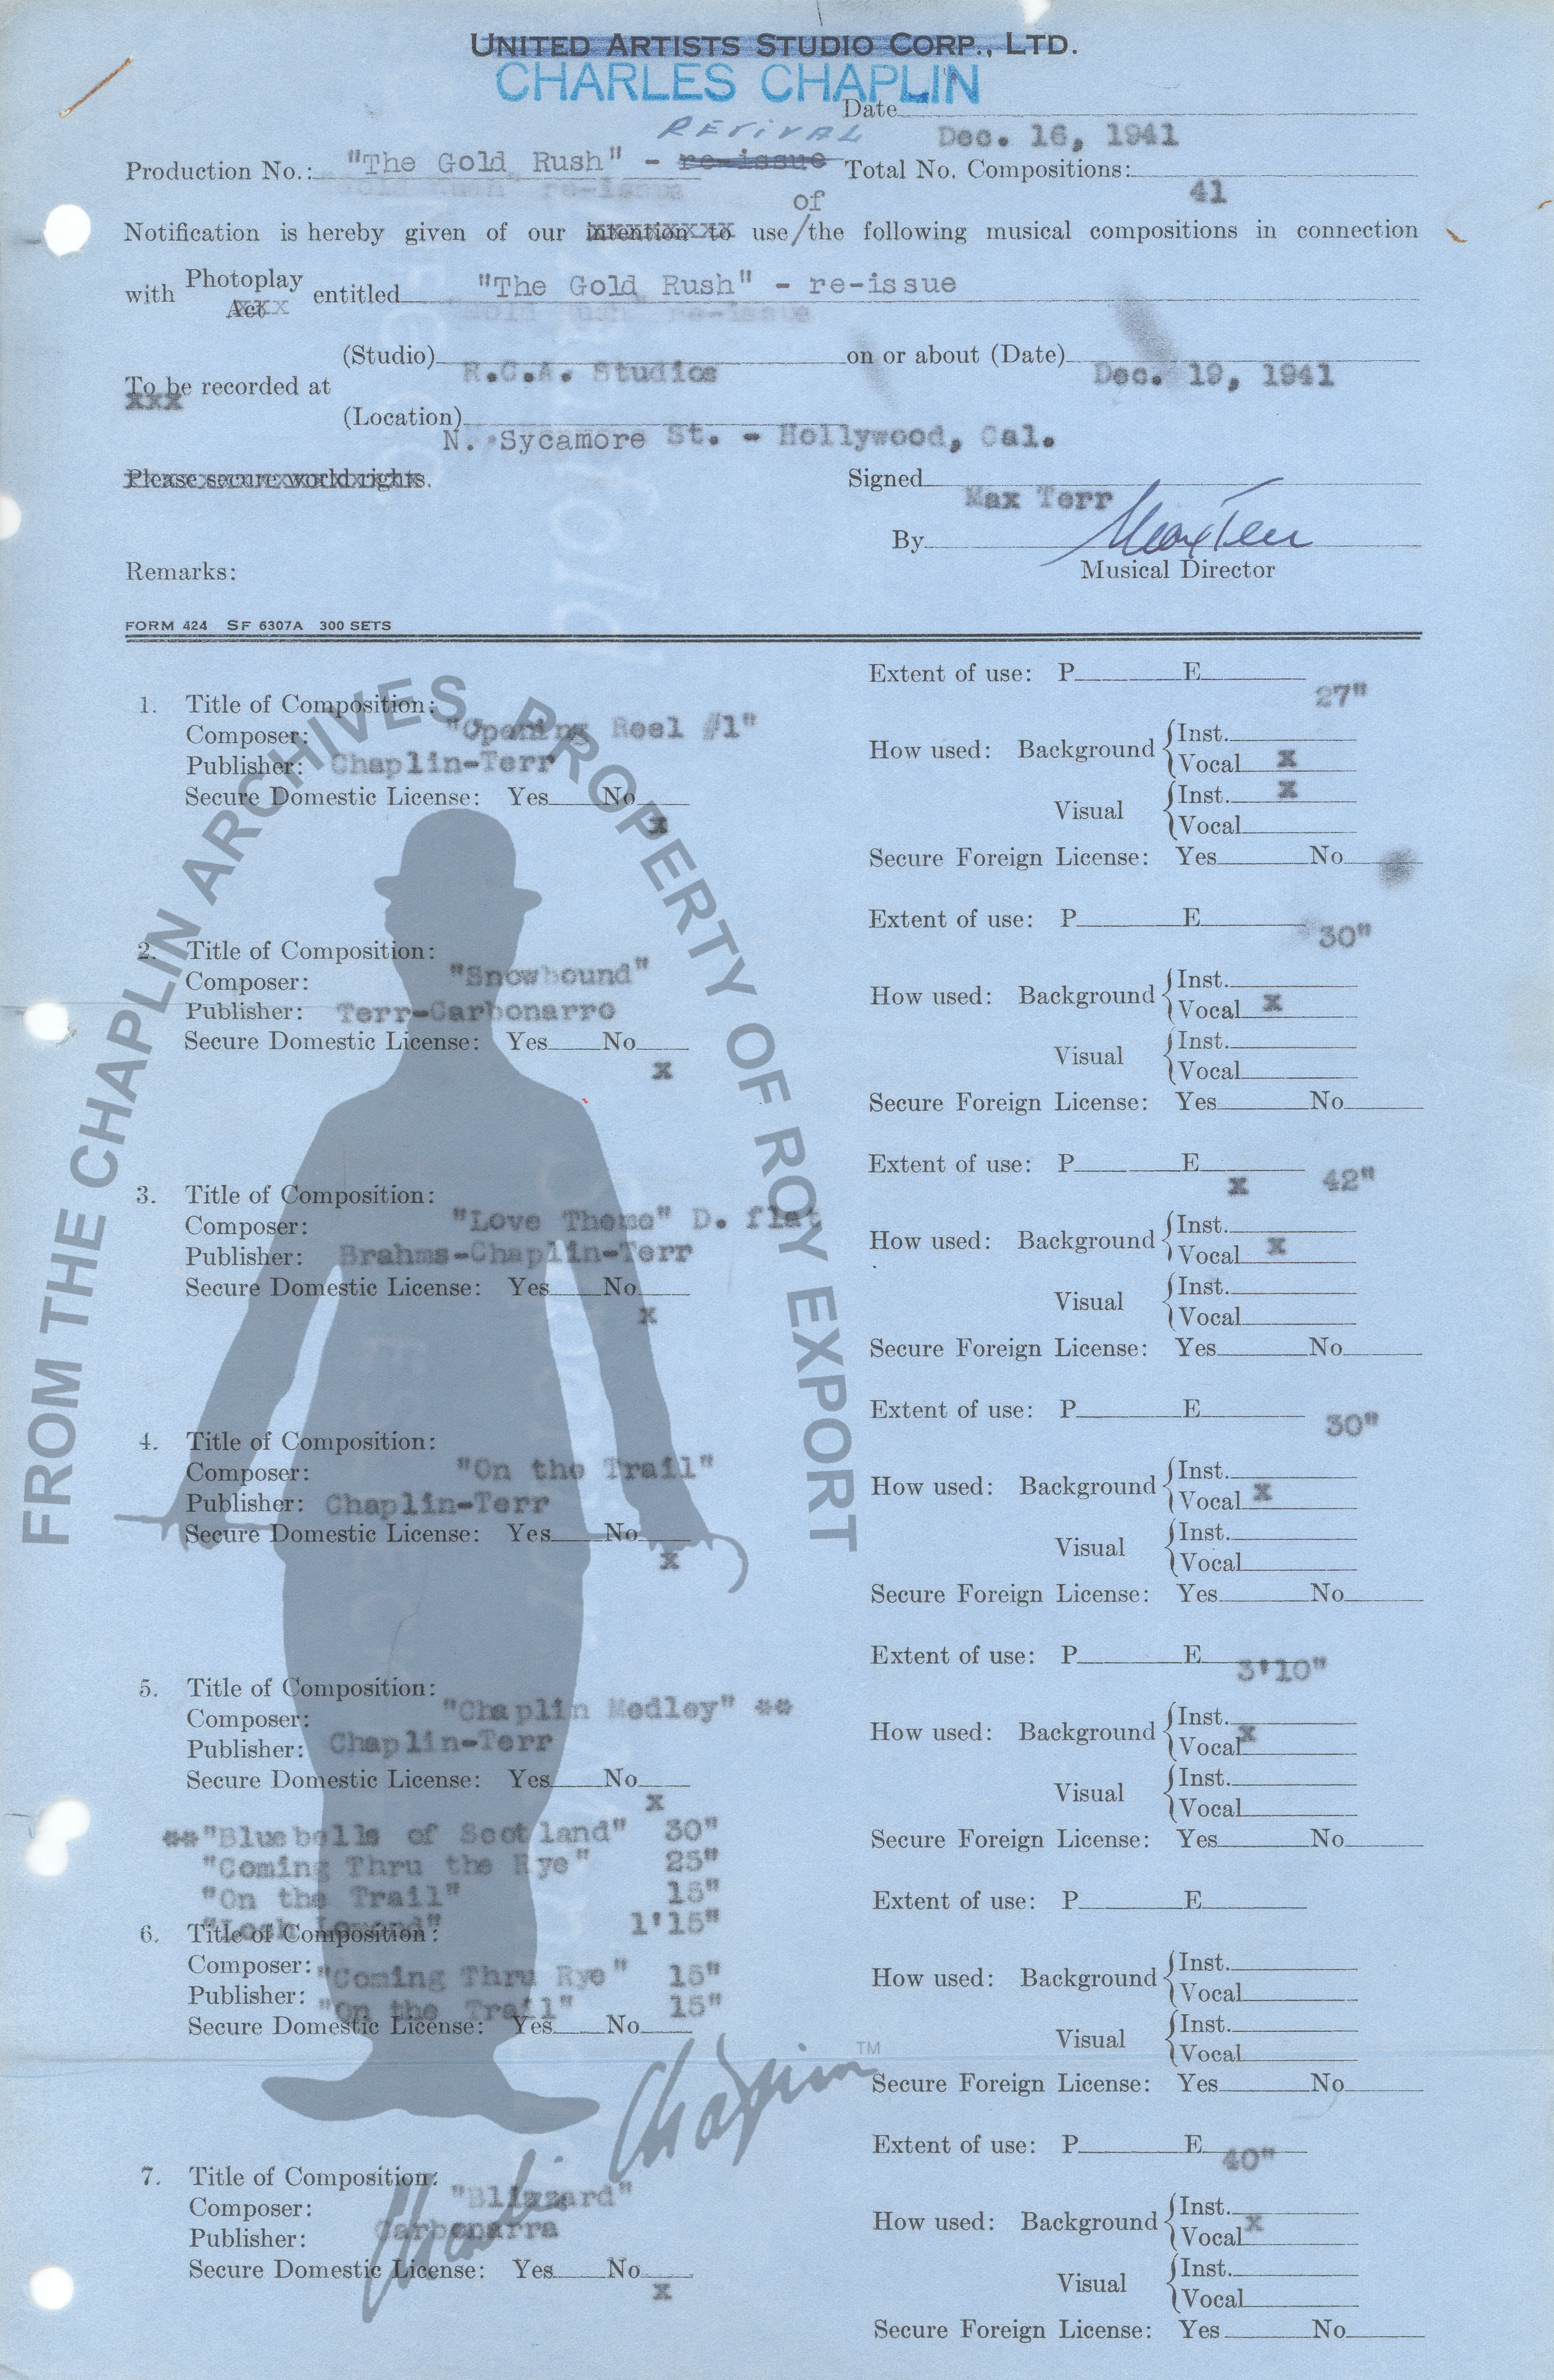 UNITED ARTISTS STUDIO CORP., LTD.
CHARLES CHAPLIN
Date Dec. 16, 1941
REVIVAL
Production No.: "The Gold Rush" - re-issue Total No. Compositions: 41
of
Notification is hereby given of our intention to use/the following musical compositions in connection
with Photoplay entitled "The Gold Rush" - re-issue
Act
(Studio) R.C.A. Studios on or about (Date) Dec. 19, 1941
To be recorded at
xxx
(Location) N. Sycamore St. - Hollywood, Cal.
Please secure world rights. Signed Max Terr
By Max Terr
Musical Director
Remarks:
FORM 424 SF 6307A 300 SETS
Extent of use: P E 27"
1. Title of Composition: "Opening Reel #1"
Composer: Chaplin-Terr
Publisher:
Secure Domestic License: Yes No x
How used: Background Inst.
Vocal x
Visual Inst. x
Vocal
Secure Foreign License: Yes No
Extent of use: P E 30"
2. Title of Composition: "Snowbound"
Composer: Terr-Carbonarro
Publisher:
Secure Domestic License: Yes No x
How used: Background Inst.
Vocal x
Visual Inst.
Vocal
Secure Foreign License: Yes No
Extent of use: P E x 42"
3. Title of Composition: "Love Theme" D. flat
Composer: Brahms-Chaplin-Terr
Publisher:
Secure Domestic License: Yes No x
How used: Background Inst.
Vocal x
Visual Inst.
Vocal
Secure Foreign License: Yes No
Extent of use: P E 30"
4. Title of Composition: "On the Trail"
Composer: Chaplin-Terr
Publisher:
Secure Domestic License: Yes No x
How used: Background Inst.
Vocal x
Visual Inst.
Vocal
Secure Foreign License: Yes No
Extent of use: P E 3'10"
5. Title of Composition: "Chaplin Medley" **
Composer: Chaplin-Terr
Publisher:
Secure Domestic License: Yes No x
How used: Background Inst. x
Vocal
Visual Inst.
Vocal
Secure Foreign License: Yes No
**"Bluebells of Scotland" 30"
"Coming Thru the Rye" 25"
"On the Trail" 15"
"Loch Lomond" 1'15"
"Coming Thru Rye" 15"
"On the Trail" 15"
Extent of use: P E
6. Title of Composition:
Composer:
Publisher:
Secure Domestic License: Yes No
How used: Background Inst.
Vocal
Visual Inst.
Vocal
Secure Foreign License: Yes No
Extent of use: P E 40"
7. Title of Composition: "Blizzard"
Composer: Carbonarra
Publisher:
Secure Domestic License: Yes No x
How used: Background Inst.
Vocal x
Visual Inst.
Vocal
Secure Foreign License: Yes No
FROM THE CHAPLIN ARCHIVES, PROPERTY OF ROY EXPORT
Charlie Chaplin TM